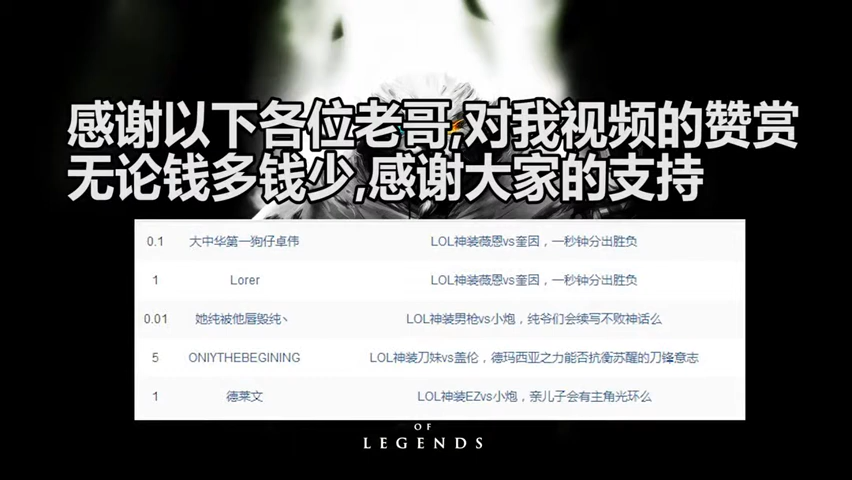 感谢以下各位老哥,对我视频的赞赏
无论钱多钱少,感谢大家的支持
0.1 大中华第一狗仔卓伟 LOL神装薇恩vs奎因，一秒钟分出胜负
1 Lorer LOL神装薇恩vs奎因，一秒钟分出胜负
0.01 她纯被他唇毁纯丶 LOL神装男枪vs小炮，纯爷们会续写不败神话么
5 ONIYTHEBEGINING LOL神装刀妹vs盖伦，德玛西亚之力能否抗衡苏醒的刀锋意志
1 德莱文 LOL神装EZvs小炮，亲儿子会有主角光环么
OF
LEGENDS